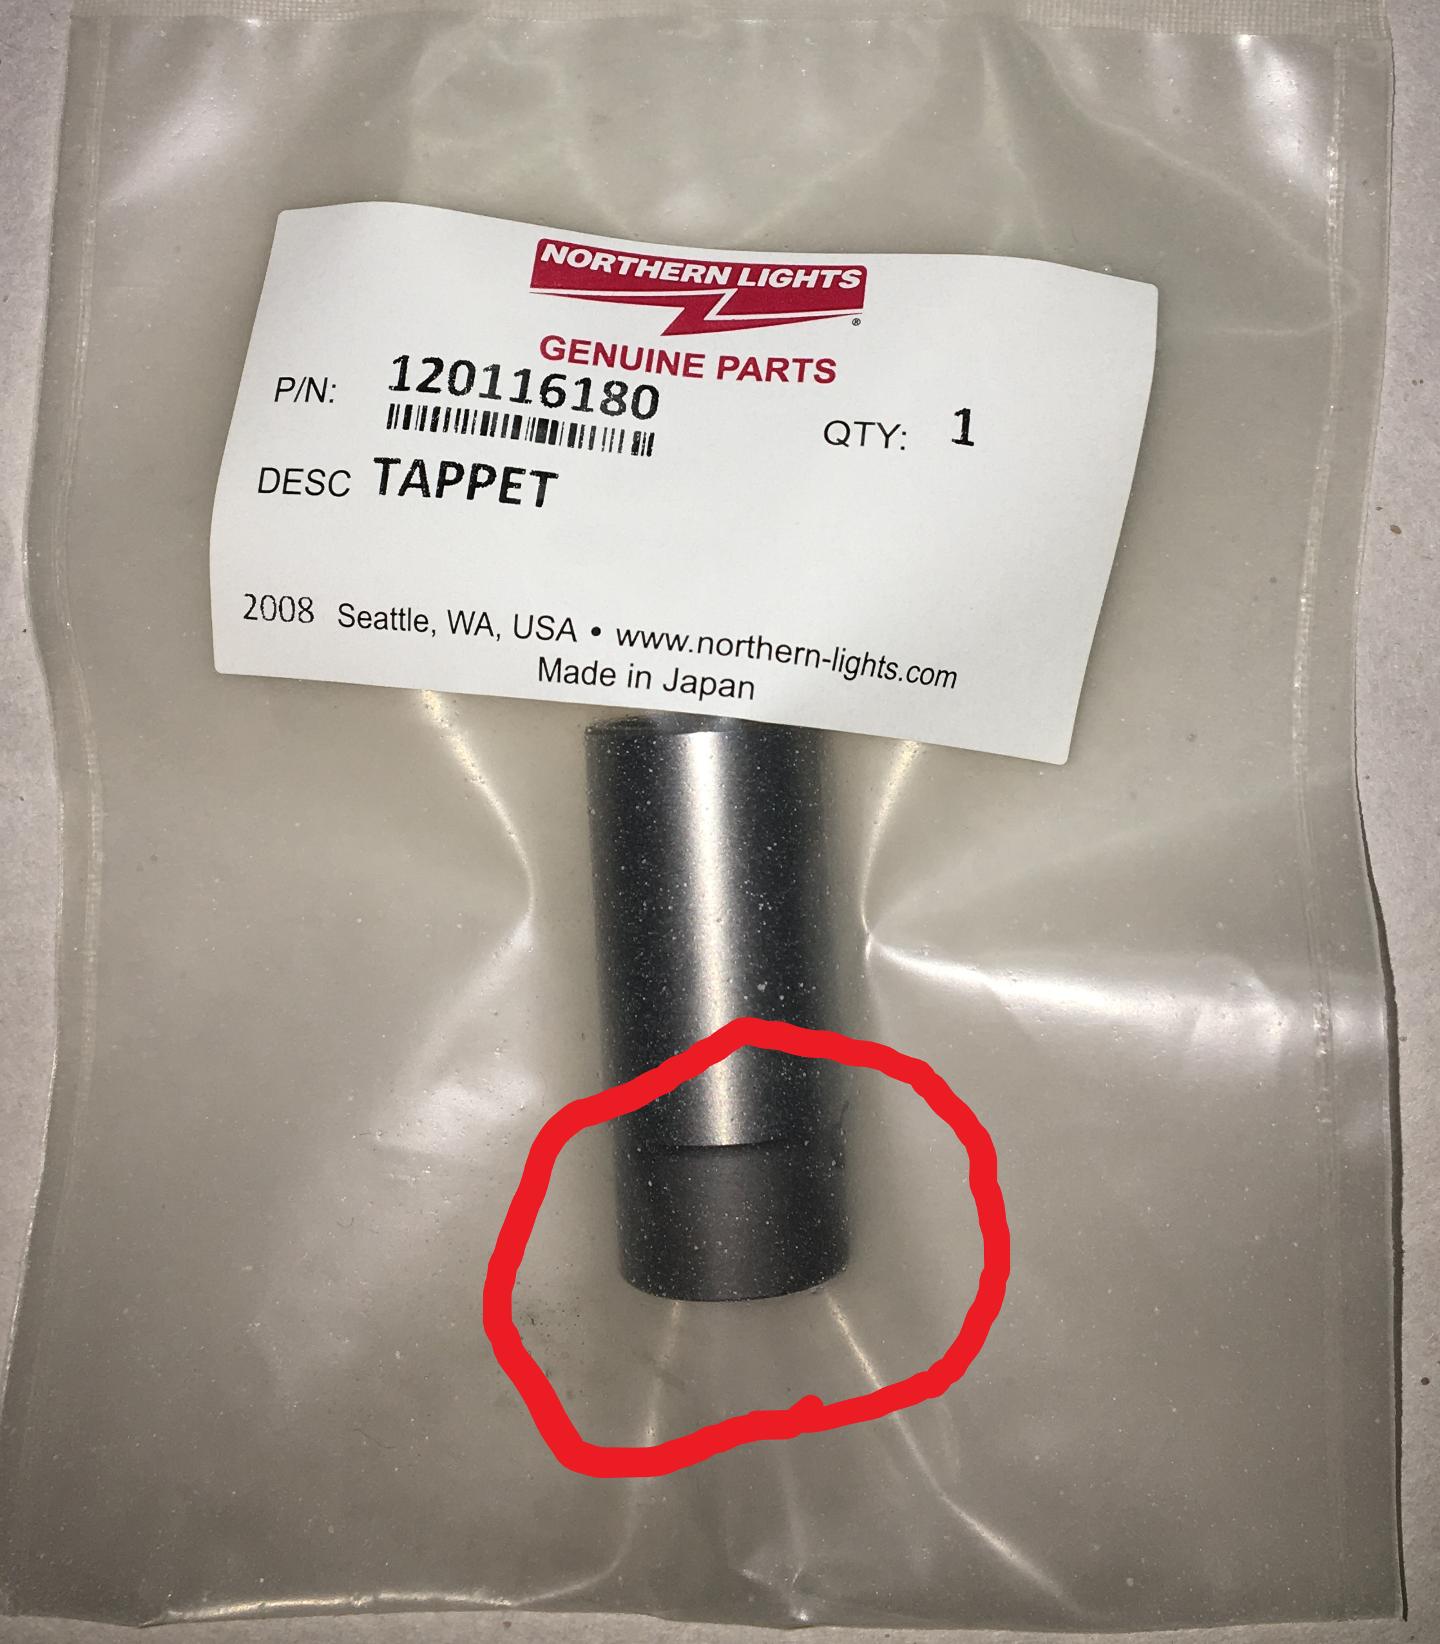 NORTHERN LIGHTS
®
GENUINE PARTS
P/N: 120116180
QTY: 1
DESC TAPPET
2008 Seattle, WA, USA • www.northern-lights.com
Made in Japan